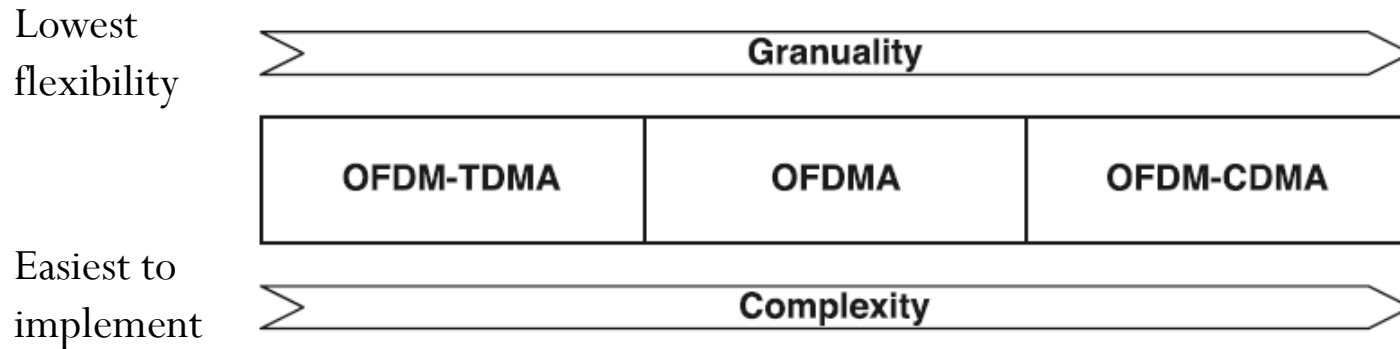 Lowest
flexibility
Granuality
OFDM-TDMA OFDMA OFDM-CDMA
Easiest to
implement
Complexity